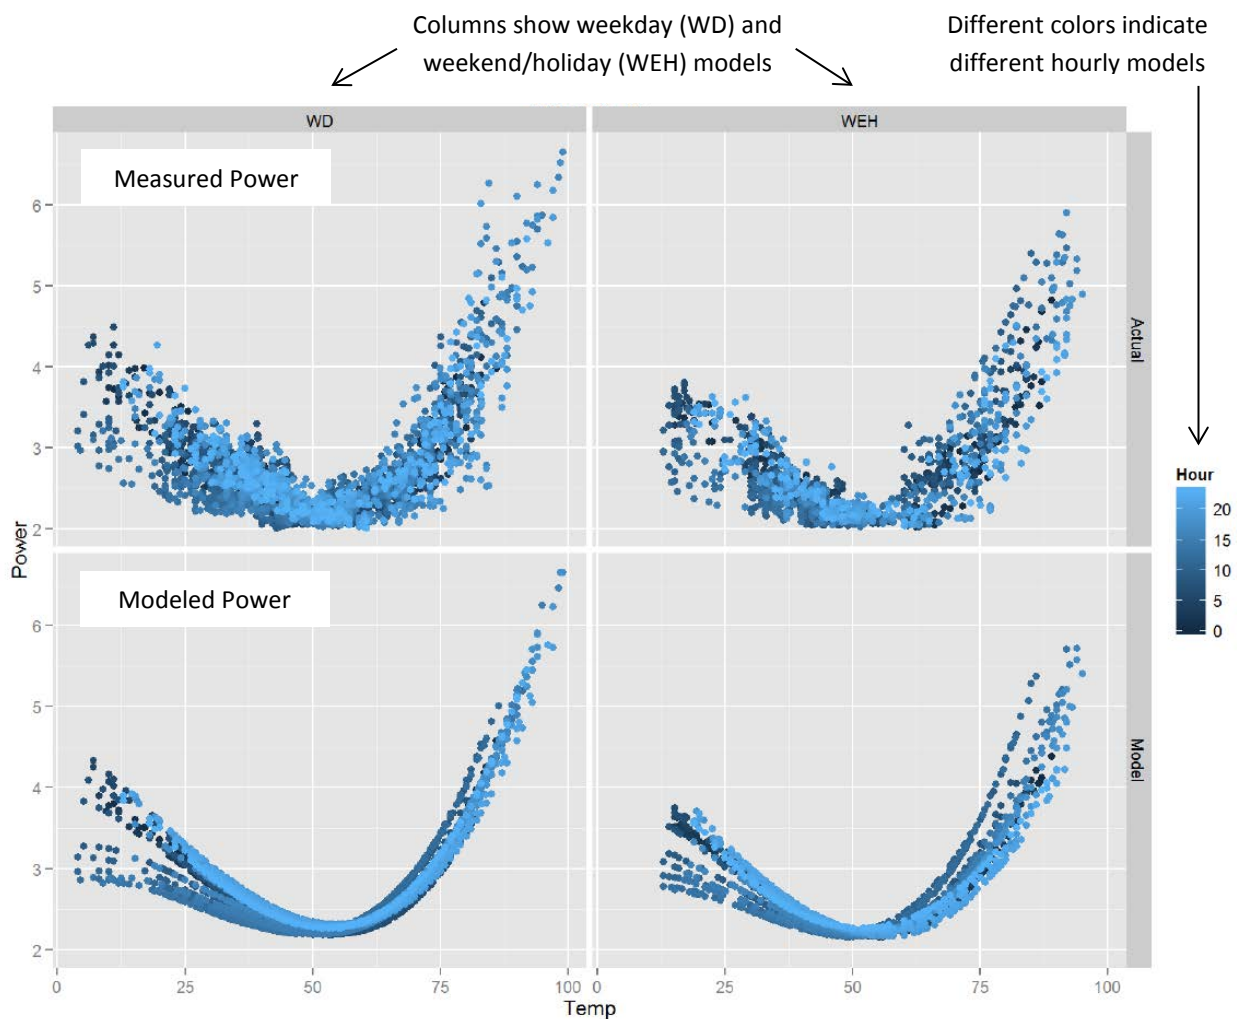 Columns show weekday (WD) and
weekend/holiday (WEH) models
Different colors indicate
different hourly models
WD
WEH
Measured Power
Actual
6
5
4
3
2
Power
Modeled Power
Model
6
5
4
3
2
Hour
20
15
10
5
0
0
25
50
75
100
0
25
50
75
100
Temp